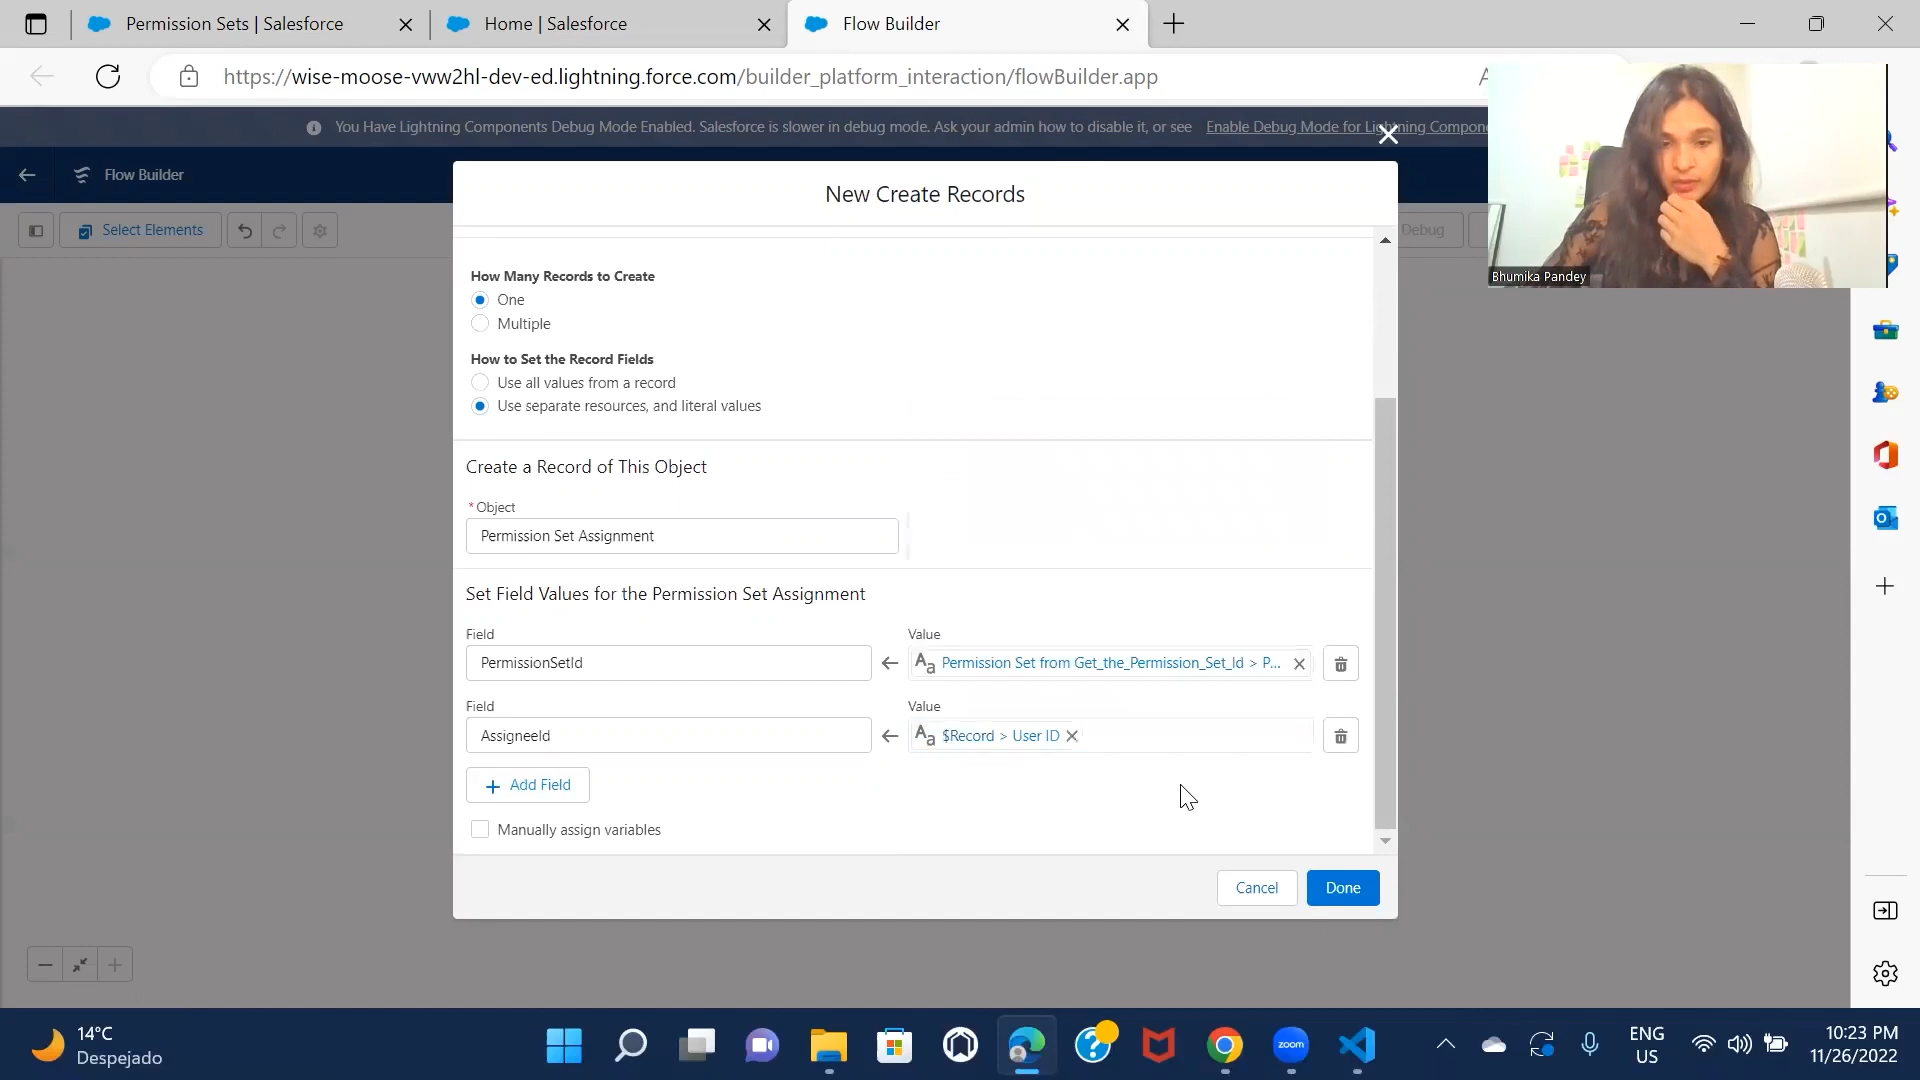 Permission Sets | Salesforce
Home | Salesforce
Flow Builder
https://wise-moose-vww2hl-dev-ed.lightning.force.com/builder_platform_interaction/flowBuilder.app
You Have Lightning Components Debug Mode Enabled. Salesforce is slower in debug mode. Ask your admin how to disable it, or see Enable Debug Mode for Lightning Compone
Flow Builder
Select Elements
Debug
Bhumika Pandey
New Create Records
How Many Records to Create
One
Multiple
How to Set the Record Fields
Use all values from a record
Use separate resources, and literal values
Create a Record of This Object
* Object
Permission Set Assignment
Set Field Values for the Permission Set Assignment
Field Value
PermissionSetId Aa Permission Set from Get_the_Permission_Set_Id > P...
Field Value
AssigneeId Aa $Record > User ID
+ Add Field
Manually assign variables
Cancel Done
14°C
Despejado
zoom
ENG
US
10:23 PM
11/26/2022